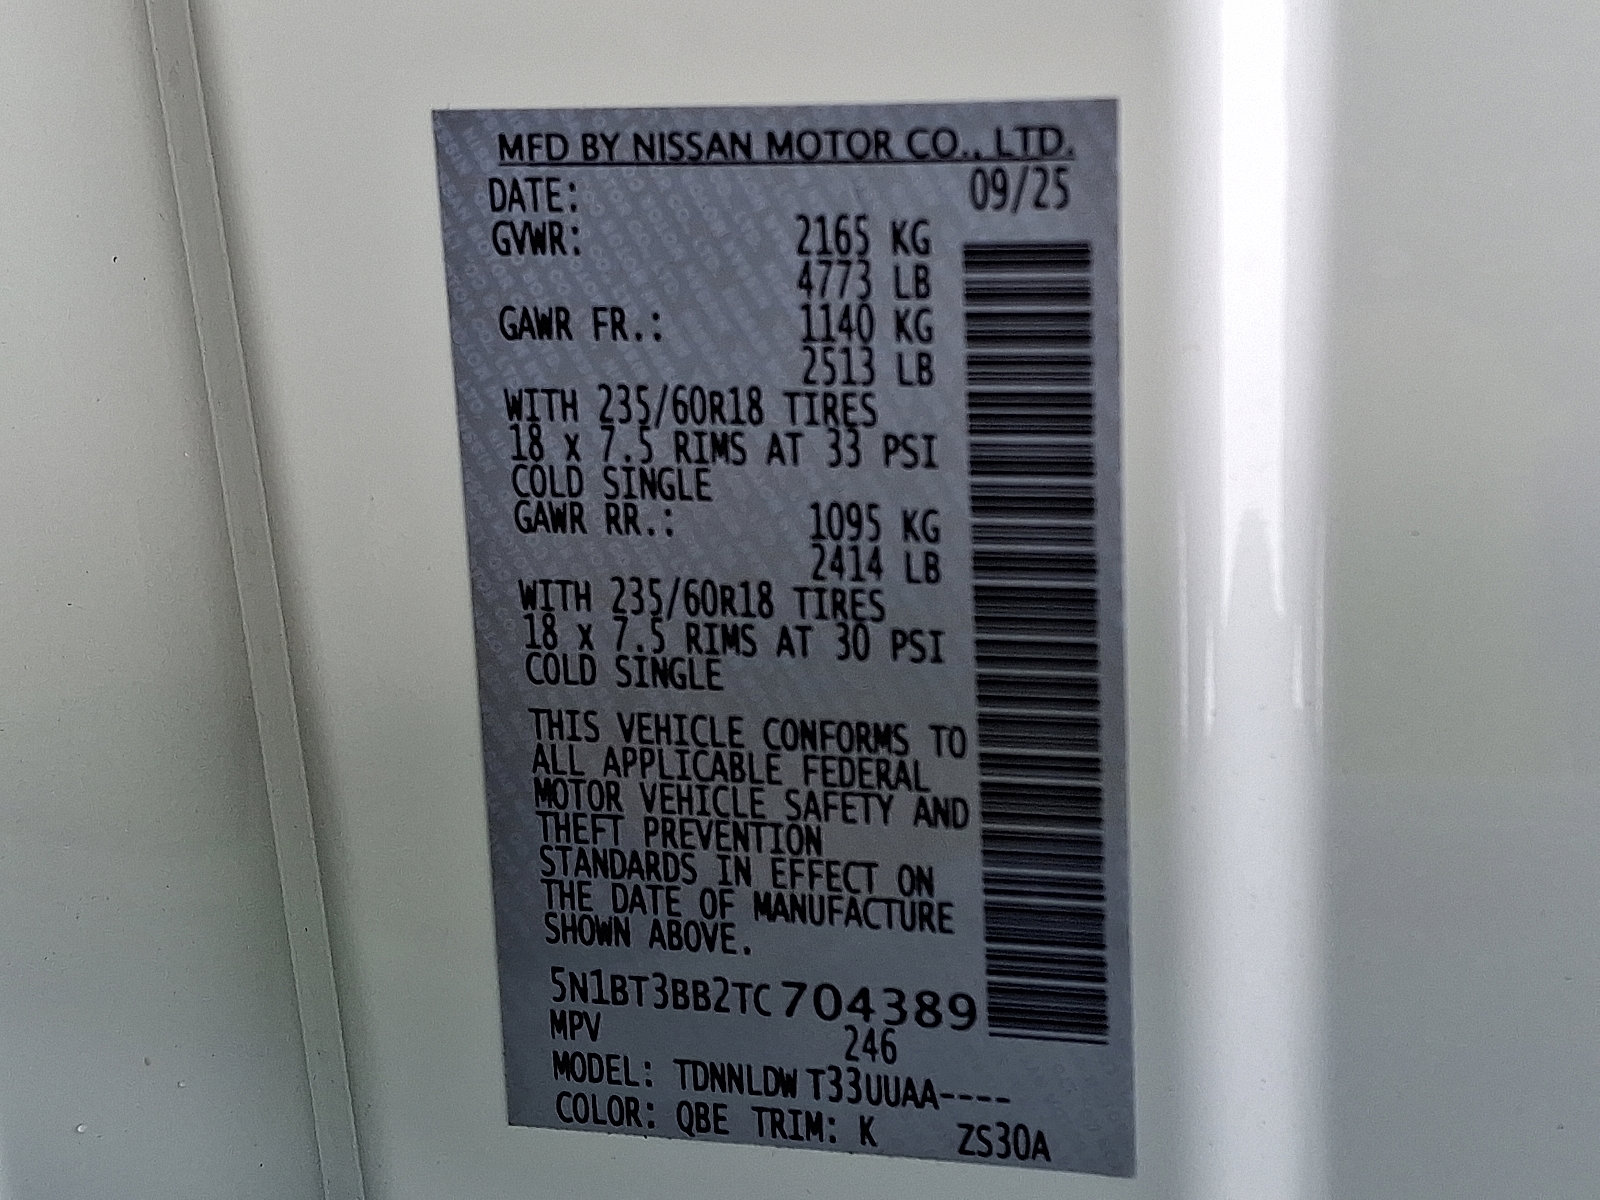 MFD BY NISSAN MOTOR CO., LTD.
DATE: 09/25
GVWR: 2165 KG
4773 LB
GAWR FR.: 1140 KG
2513 LB
WITH 235/60R18 TIRES
18 x 7.5 RIMS AT 33 PSI
COLD SINGLE
GAWR RR.: 1095 KG
2414 LB
WITH 235/60R18 TIRES
18 x 7.5 RIMS AT 30 PSI
COLD SINGLE
THIS VEHICLE CONFORMS TO
ALL APPLICABLE FEDERAL
MOTOR VEHICLE SAFETY AND
THEFT PREVENTION
STANDARDS IN EFFECT ON
THE DATE OF MANUFACTURE
SHOWN ABOVE.
5N1BT3BB2TC704389
MPV 246
MODEL: TDNNLDW T33UUAA----
COLOR: QBE TRIM: K ZS30A